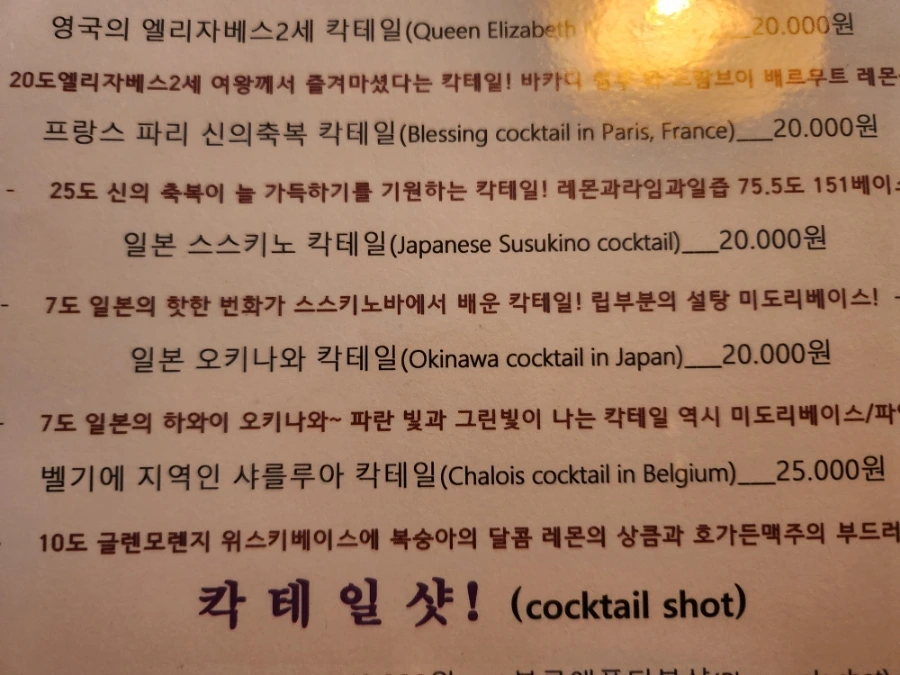 영국의 엘리자베스2세 칵테일(Queen Elizabeth 20.000원
20도엘리자베스2세 여왕께서 즐겨마셨다는 칵테일! 바카디 배르무트 레몬
프랑스 파리 신의축복 칵테일(Blessing cocktail in Paris, France)___20.000원
- 25도 신의 축복이 늘 가득하기를 기원하는 칵테일! 레몬과라임과일즙 75.5도 151베이스
일본 스스키노 칵테일(Japanese Susukino cocktail)___20.000원
- 7도 일본의 핫한 번화가 스스키노바에서 배운 칵테일! 립부분의 설탕 미도리베이스! -
일본 오키나와 칵테일(Okinawa cocktail in Japan)___20.000원
- 7도 일본의 하와이 오키나와~ 파란 빛과 그린빛이 나는 칵테일 역시 미도리베이스/파
벨기에 지역인 샤를루아 칵테일(Chalois cocktail in Belgium)___25.000원
- 10도 글렌모렌지 위스키베이스에 복숭아의 달콤 레몬의 상큼과 호가든맥주의 부드러
칵테일 샷! (cocktail shot)